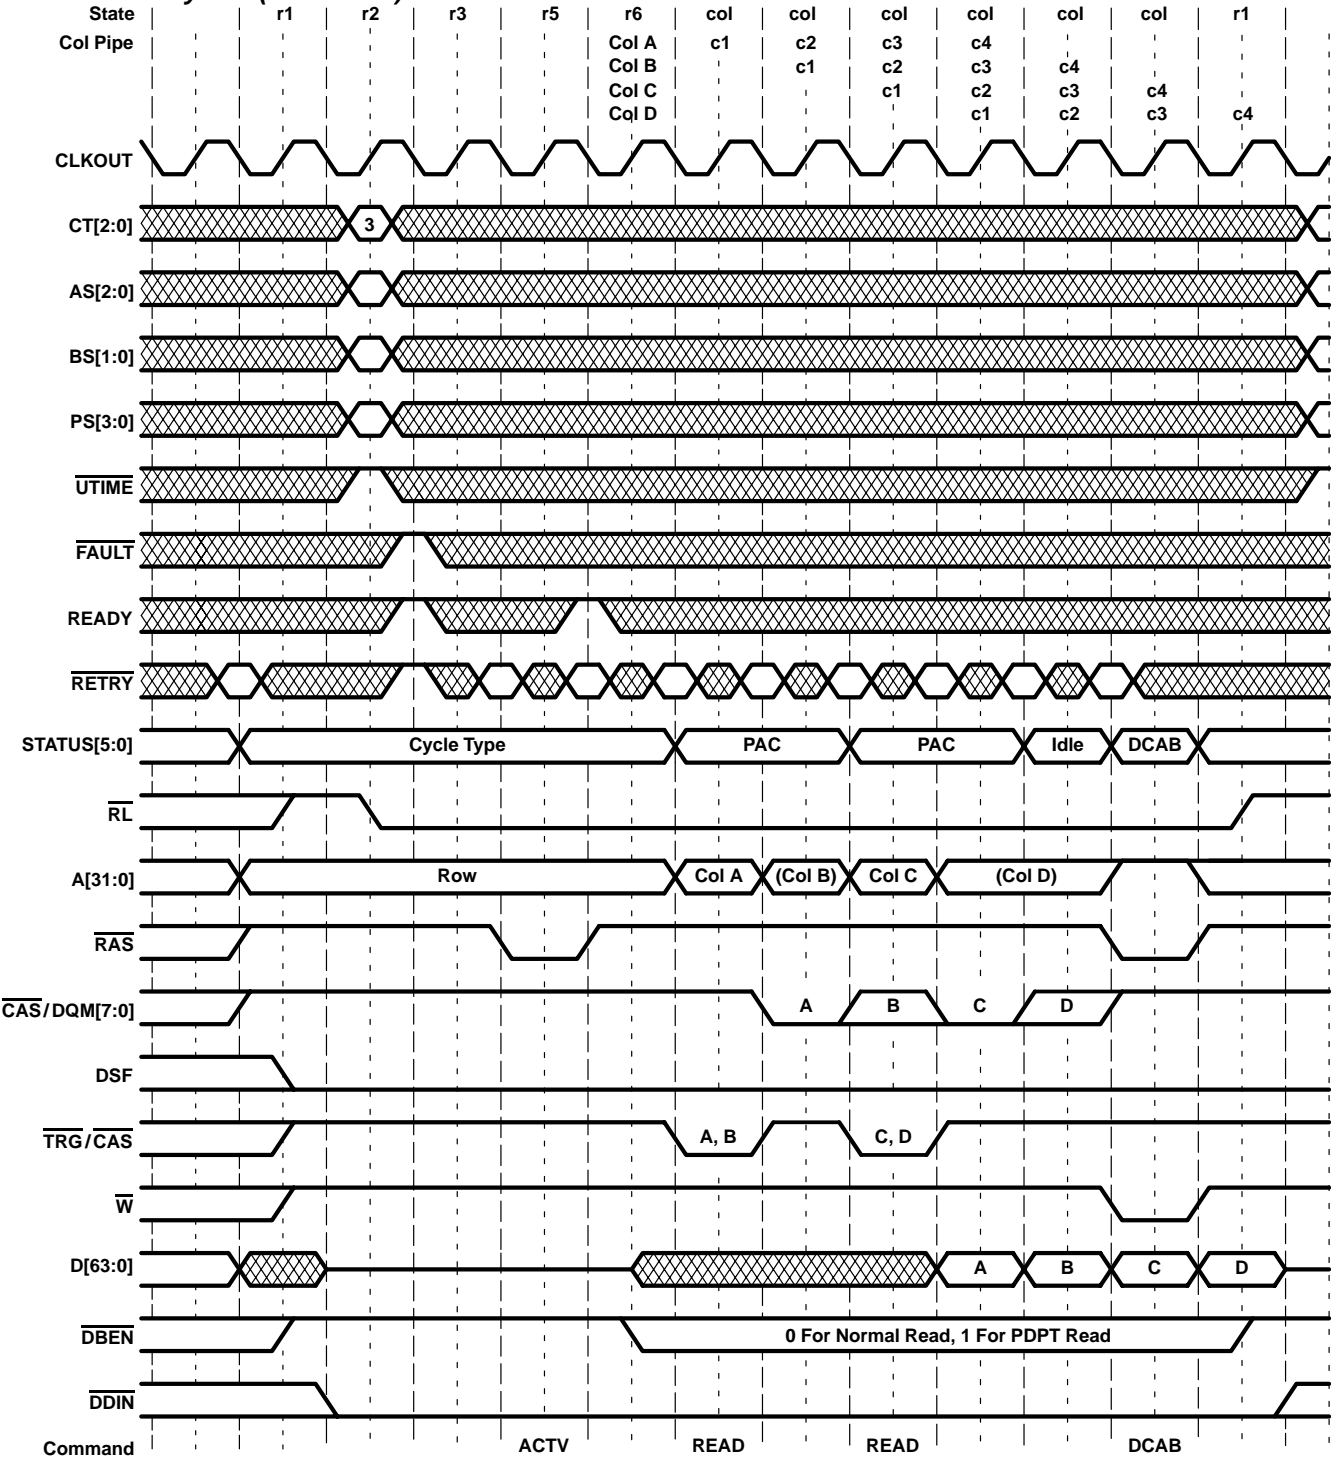 State r1 r2 r3 r5 r6 col col col col col col r1
Col Pipe Col A c1 c2 c3 c4
Col B c1 c2 c3 c4
Col C c1 c2 c3 c4
Col D c1 c2 c3 c4
CLKOUT
CT[2:0] 3
AS[2:0]
BS[1:0]
PS[3:0]
UTIME
FAULT
READY
RETRY
STATUS[5:0] Cycle Type PAC PAC Idle DCAB
RL
A[31:0] Row Col A (Col B) Col C (Col D)
RAS
CAS/DQM[7:0] A B C D
DSF
TRG/CAS A, B C, D
W
D[63:0] A B C D
DBEN 0 For Normal Read, 1 For PDPT Read
DDIN
Command ACTV READ READ DCAB